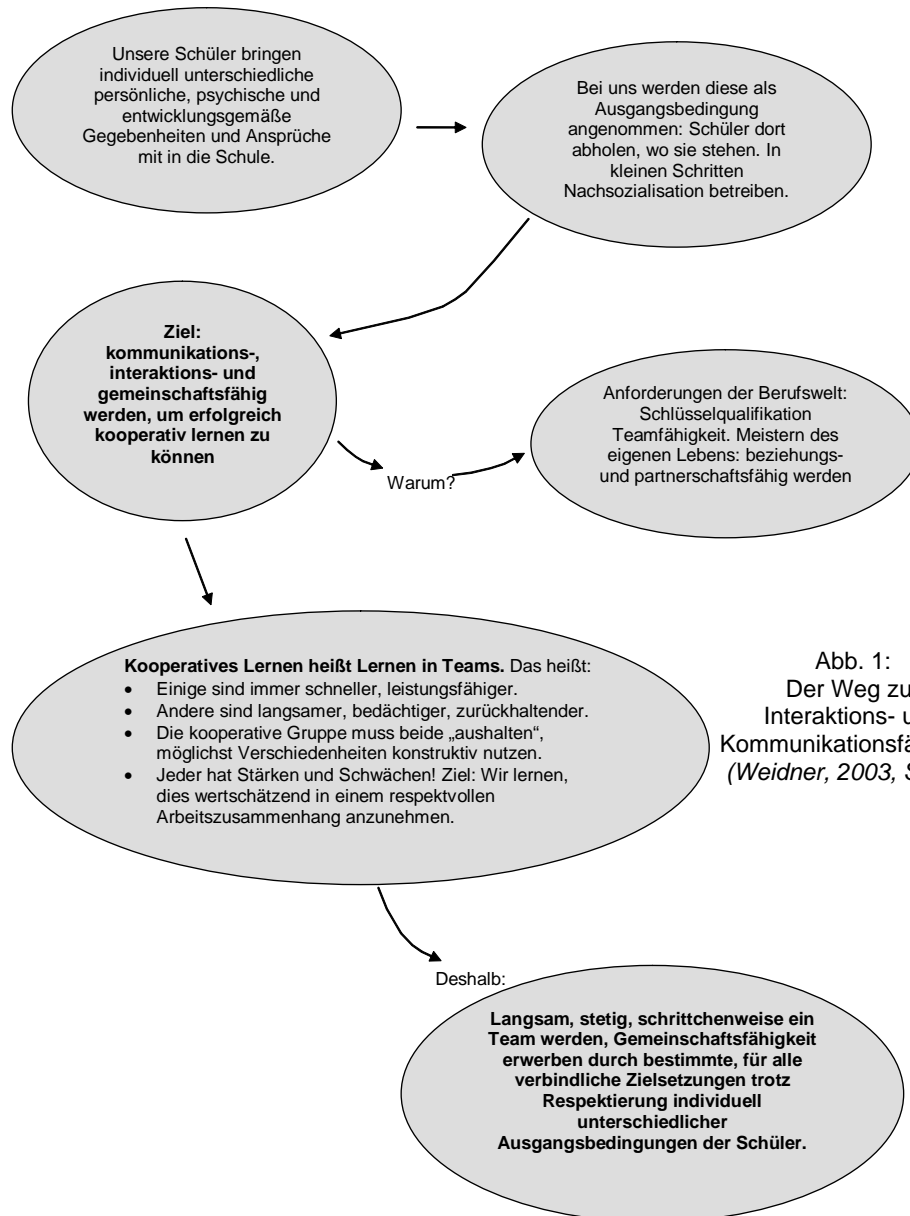 Unsere Schüler bringen
individuell unterschiedliche
persönliche, psychische und
entwicklungsgemäße
Gegebenheiten und Ansprüche
mit in die Schule.
Bei uns werden diese als
Ausgangsbedingung
angenommen: Schüler dort
abholen, wo sie stehen. In
kleinen Schritten
Nachsozialisation betreiben.
Ziel:
kommunikations-,
interaktions- und
gemeinschaftsfähig
werden, um erfolgreich
kooperativ lernen zu
können
Warum?
Anforderungen der Berufswelt:
Schlüsselqualifikation
Teamfähigkeit. Meistern des
eigenen Lebens: beziehungs-
und partnerschaftsfähig werden
Kooperatives Lernen heißt Lernen in Teams. Das heißt:
• Einige sind immer schneller, leistungsfähiger.
• Andere sind langsamer, bedächtiger, zurückhaltender.
• Die kooperative Gruppe muss beide „aushalten“,
möglichst Verschiedenheiten konstruktiv nutzen.
• Jeder hat Stärken und Schwächen! Ziel: Wir lernen,
dies wertschätzend in einem respektvollen
Arbeitszusammenhang anzunehmen.
Abb. 1:
Der Weg zu
Interaktions-
(Weidner, 2003,
Deshalb:
Langsam, stetig, schrittchenweise ein
Team werden, Gemeinschaftsfähigkeit
erwerben durch bestimmte, für alle
verbindliche Zielsetzungen trotz
Respektierung individuell
unterschiedlicher
Ausgangsbedingungen der Schüler.